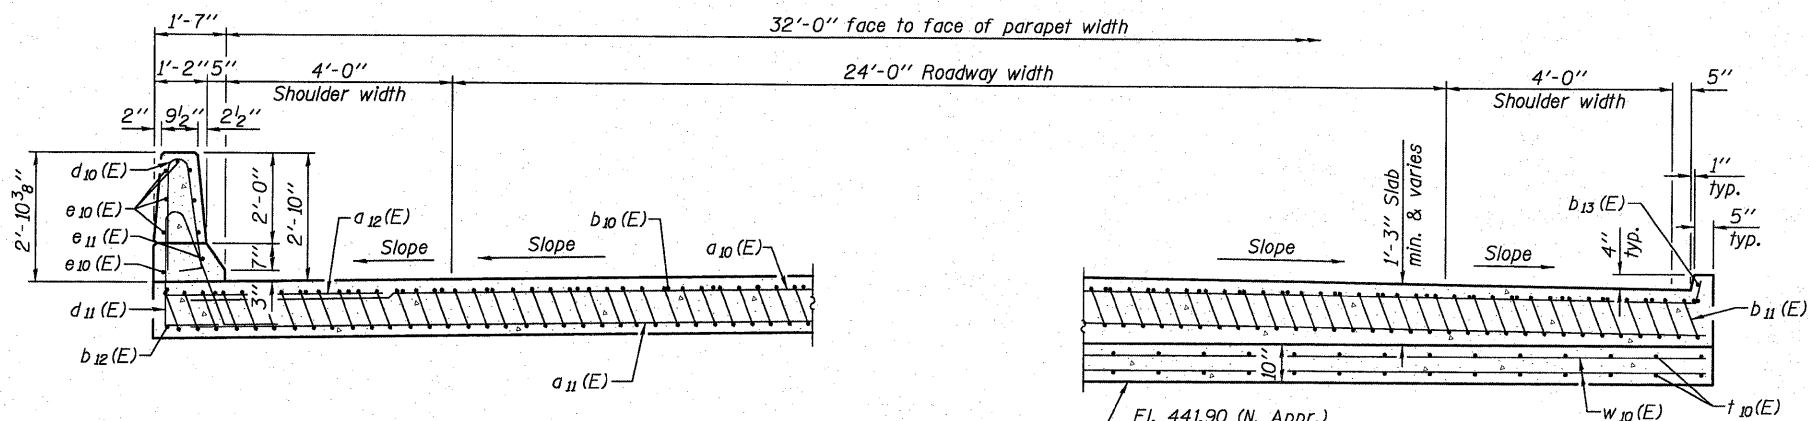 1'-7"
32'-0" face to face of parapet width
1'-2"
5"
4'-0"
Shoulder width
24'-0" Roadway width
4'-0"
Shoulder width
5"
2"
9½"
2½"
1'-3" Slab
min. & varies
1"
typ.
2'-10⅜"
d10(E)
e10(E)
e11(E)
e10(E)
d11(E)
b12(E)
2'-0"
7"
2'-10"
3"
a12(E)
Slope
Slope
b10(E)
a10(E)
a11(E)
Slope
Slope
4"
typ.
b13(E)
5"
typ.
b11(E)
10"
El. 441.90 (N. Appr.)
w10(E)
t10(E)